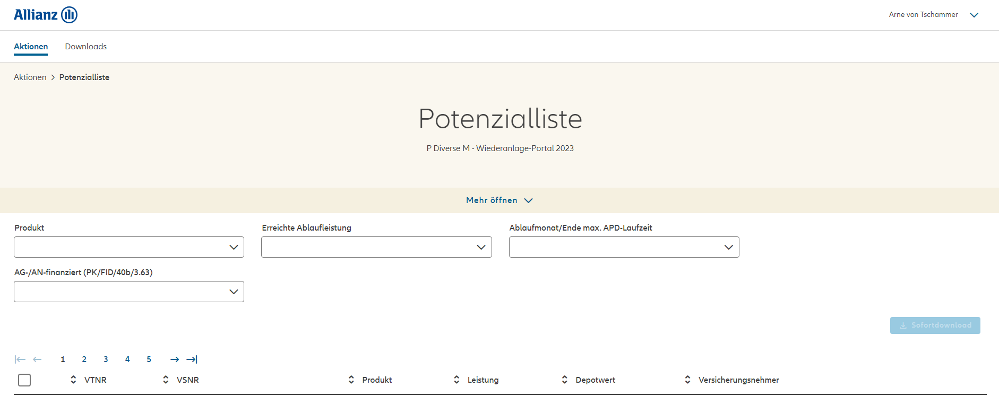 Allianz
Arne von Tschammer
Aktionen Downloads
Aktionen > Potenzialliste
Potenzialliste
P Diverse M - Wiederanlage-Portal 2023
Mehr öffnen
Produkt Erreichte Ablaufleistung Ablaufmonat/Ende max. APD-Laufzeit
AG-/AN-finanziert (PK/FID/40b/3.63)
Sofortdownload
1 2 3 4 5
VTNR VSNR Produkt Leistung Depotwert Versicherungsnehmer